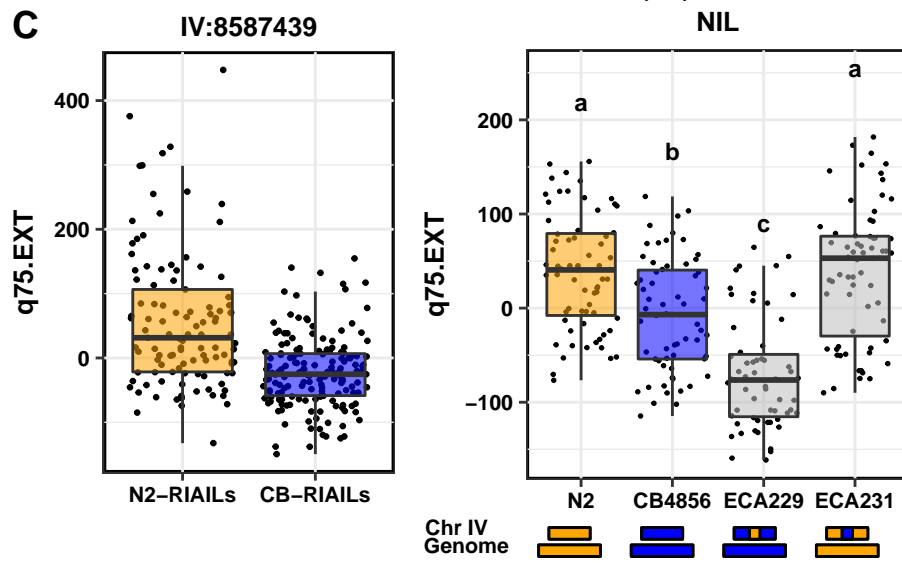 C
IV:8587439
q75.EXT
400
200
0
N2−RIAILs
CB−RIAILs
NIL
q75.EXT
200
100
0
−100
a
b
c
a
N2
CB4856
ECA229
ECA231
Chr IV
Genome